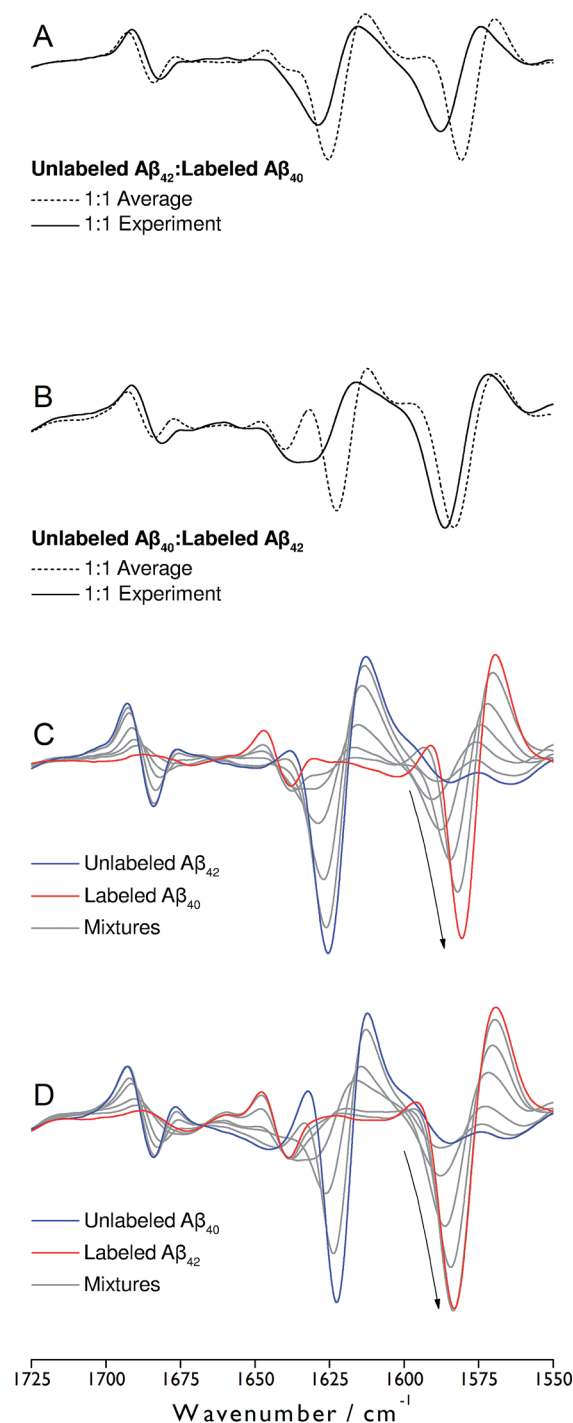 A
Unlabeled Aβ₄₂:Labeled Aβ₄₀
1:1 Average
1:1 Experiment
B
Unlabeled Aβ₄₀:Labeled Aβ₄₂
1:1 Average
1:1 Experiment
C
Unlabeled Aβ₄₂
Labeled Aβ₄₀
Mixtures
D
Unlabeled Aβ₄₀
Labeled Aβ₄₂
Mixtures
1725 1700 1675 1650 1625 1600 1575 1550
Wavenumber / cm⁻¹